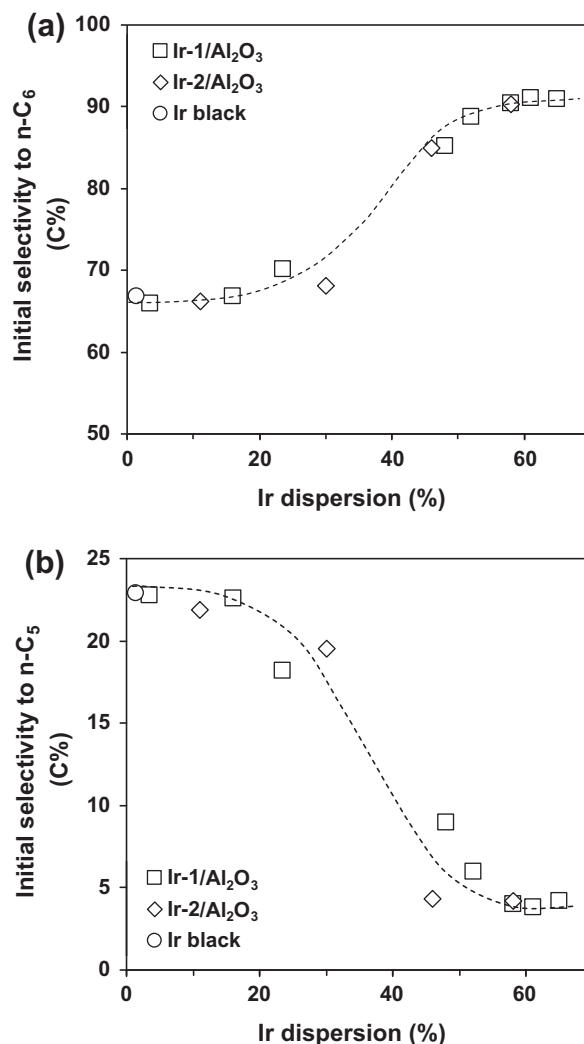 (a)
100
90
80
70
60
50
Initial selectivity to n-C₆
(C%)
Ir-1/Al₂O₃
Ir-2/Al₂O₃
Ir black
0 20 40 60
Ir dispersion (%)
(b)
25
20
15
10
5
0
Initial selectivity to n-C₅
(C%)
Ir-1/Al₂O₃
Ir-2/Al₂O₃
Ir black
0 20 40 60
Ir dispersion (%)